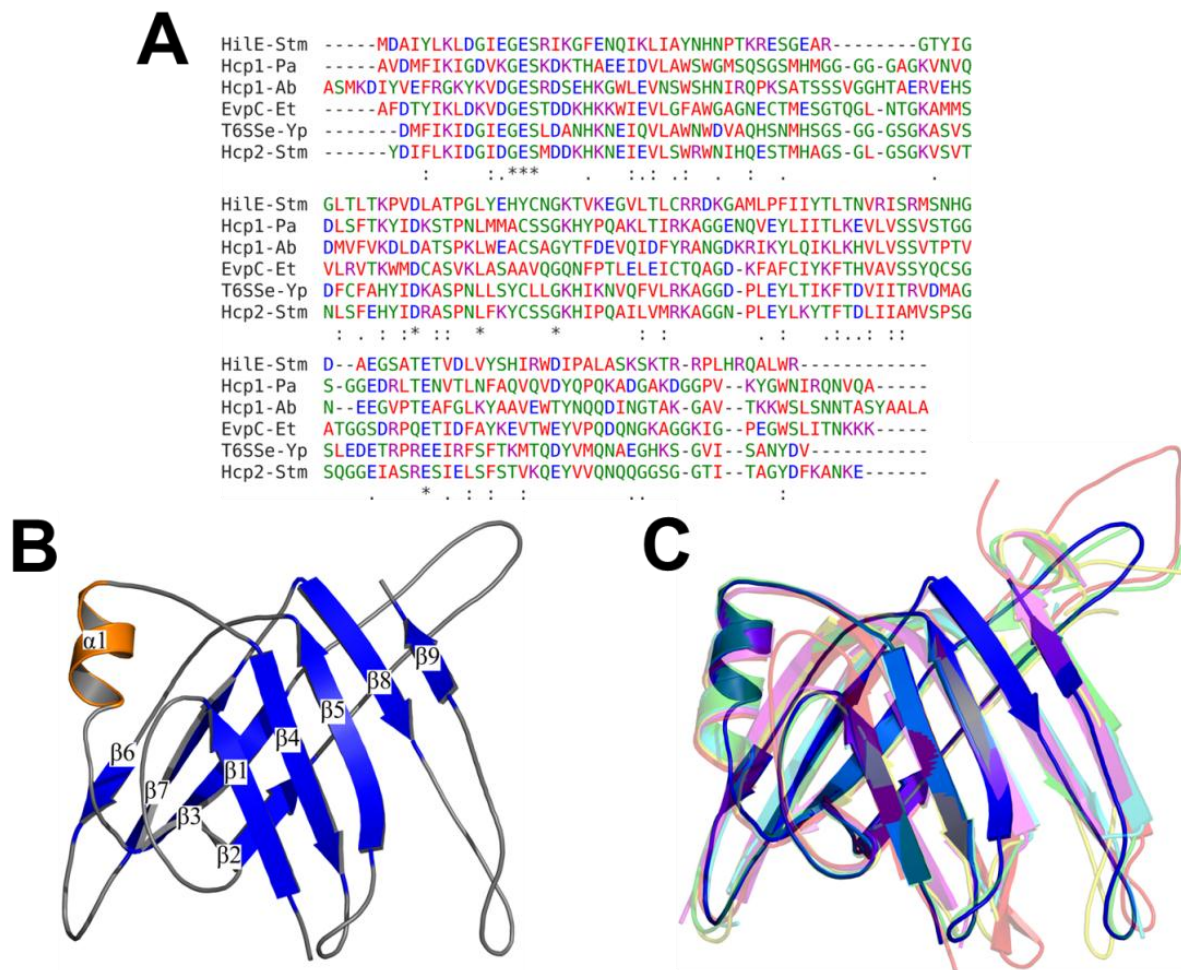 A
HilE-Stm -----MDAIYLKLDGIEGESRIKGFENQIKLIAYNHNPTKRESGEAR--------GTYIG
Hcp1-Pa -----AVDMFIKIGDVKGESKDKTHAEEIDVLAWSWGMSQSGSMHMGG-GG-GAGKVNVQ
Hcp1-Ab ASMKDIYVEFRGKYKVDGESRDSEHKGWLEVNSWSHNIRQPKSATSSSVGGHTAERVEHS
EvpC-Et -----AFDTYIKLDKVDGESTDDKHKKWIEVLGFAWGAGNECTMESGTQGL-NTGKAMMS
T6SSe-Yp -------DMFIKIDGIEGESLDANHKNEIQVLAWNWDVAQHSNMHSGS-GG-GSGKASVS
Hcp2-Stm ------YDIFLKIDGIDGESMDDKHKNEIEVLSWRWNIHQESTMHAGS-GL-GSGKVSVT
: :.*** . :.: .: : . .
HilE-Stm GLTLTKPVDLATPGLYEHYCNGKTVKEGVLTLCRRDKGAMLPFIIYTLTNVRISRMSNHG
Hcp1-Pa DLSFTKYIDKSTPNLMMACSSGKHYPQAKLTIRKAGGENQVEYLIITLKEVLVSSVSTGG
Hcp1-Ab DMVFVKDLDATSPKLWEACSAGYTFDEVQIDFYRANGDKRIKYLQIKLKHVLVSSVTPTV
EvpC-Et VLRVTKWMDCASVKLASAAVQGQNFPTLELEICTQAGD-KFAFCIYKFTHVAVSSYQCSG
T6SSe-Yp DFCFAHYIDKASPNLLSYCLLGKHIKNVQFVLRKAGGD-PLEYLTIKFTDVIITRVDMAG
Hcp2-Stm NLSFEHYIDRASPNLFKYCSSGKHIPQAILVMRKAGGN-PLEYLKYTFTDLIIAMVSPSG
: . : :* :: * * . : . : .:..: ::
HilE-Stm D--AEGSATETVDLVYSHIRWDIPALASKSKTR-RPLHRQALWR-----------
Hcp1-Pa S-GGEDRLTENVTLNFAQVQVDYQPQKADGAKDGGPV--KYGWNIRQNVQA-----
Hcp1-Ab N--EEGVPTEAFGLKYAAVEWTYNQQDINGTAK-GAV--TKKWSLSNNTASYAALA
EvpC-Et ATGGSDRPQETIDFAYKEVTWEYVPQDQNGKAGGKIG--PEGWSLITNKKK-----
T6SSe-Yp SLEDETRPREEIRFSFTKMTQDYVMQNAEGHKS-GVI--SANYDV-----------
Hcp2-Stm SQGGEIASRESIELSFSTVKQEYVVQNQQGGSG-GTI--TAGYDFKANKE------
. * . : : : .. :
B
C
α1
β9
β8
β5
β4
β6
β1
β7
β3
β2